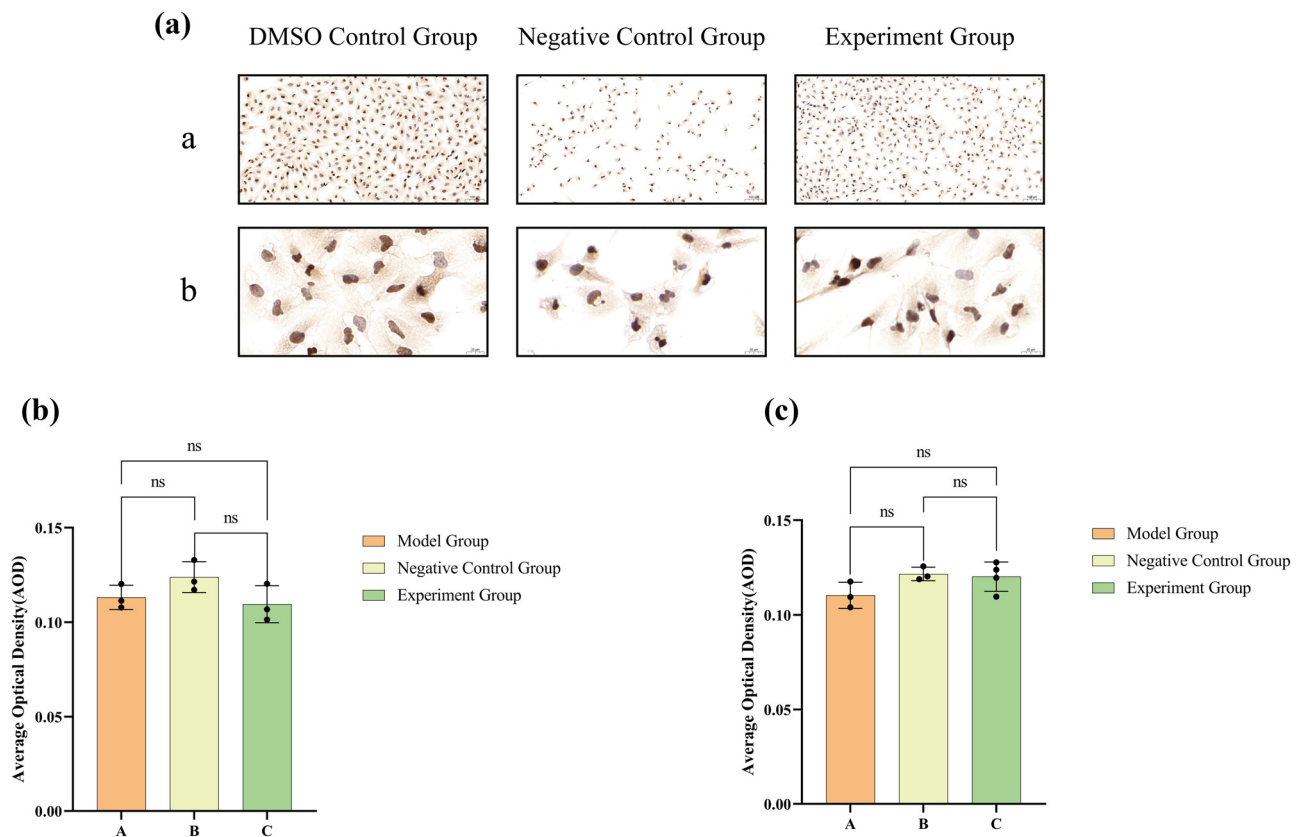 (a)
DMSO Control Group
Negative Control Group
Experiment Group
a
b
(b)
ns
ns
ns
0.15
0.10
0.05
0.00
Average Optical Density(AOD)
A
B
C
Model Group
Negative Control Group
Experiment Group
(c)
ns
ns
ns
0.15
0.10
0.05
0.00
Average Optical Density(AOD)
A
B
C
Model Group
Negative Control Group
Experiment Group